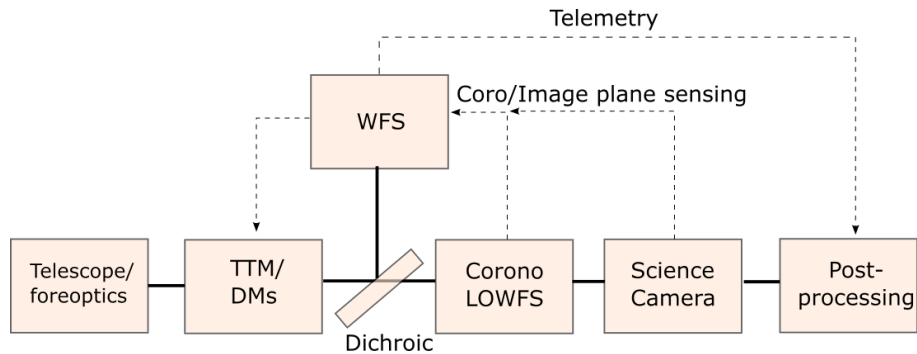 Telemetry
Coro/Image plane sensing
WFS
Telescope/
foreoptics
TTM/
DMs
Dichroic
Corono
LOWFS
Science
Camera
Post-
processing